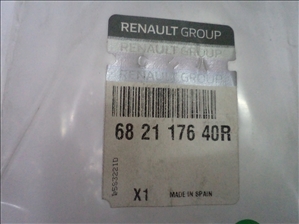 RENAULT GROUP
RENAULT GROUP
RENAULT GROUP
68 21 176 40R
X1
MADE IN SPAIN